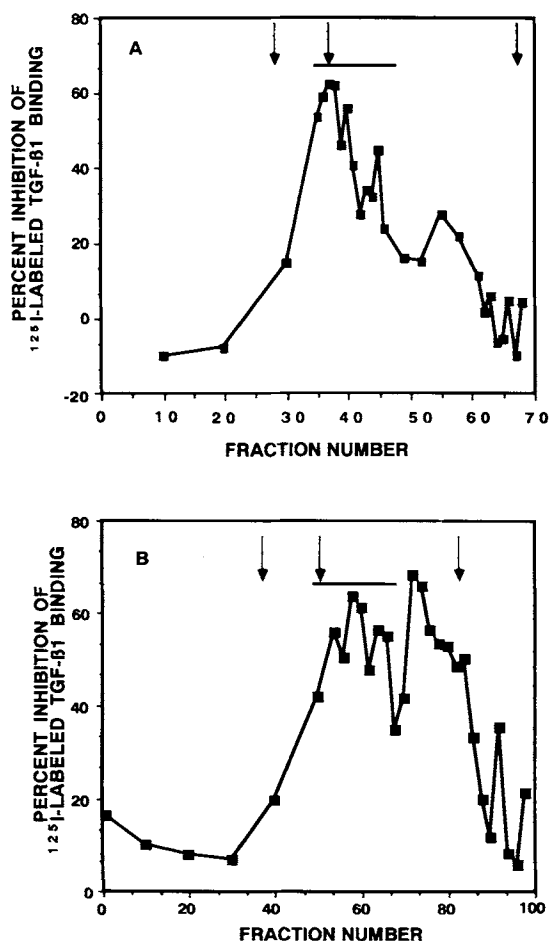 80
60
40
20
0
-20
A
PERCENT INHIBITION OF
125I-LABELED TGF-ß1 BINDING
0 10 20 30 40 50 60 70
FRACTION NUMBER
80
60
40
20
0
B
PERCENT INHIBITION OF
125I-LABELED TGF-ß1 BINDING
0 20 40 60 80 100
FRACTION NUMBER